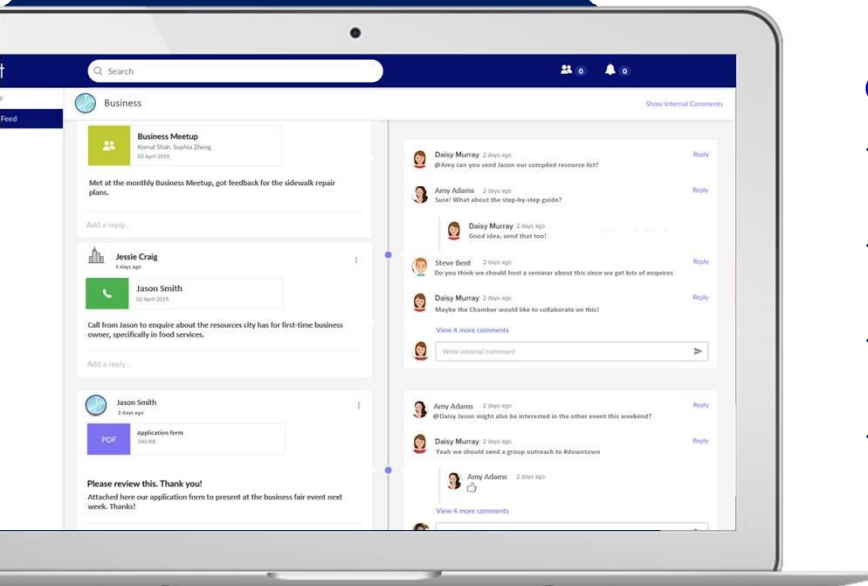 Search
0
0
Feed
Business
Show Internal Comments
Business Meetup
Komal Shah, Sophia Zheng
02 April 2019
Met at the monthly Business Meetup, got feedback for the sidewalk repair
plans.
Add a reply...
Jessie Craig
3 days ago
Jason Smith
02 April 2019
Call from Jason to enquire about the resources city has for first-time business
owner, specifically in food services.
Add a reply...
Jason Smith
2 days ago
PDF
Application form
540 KB
Please review this. Thank you!
Attached here our application form to present at the business fair event next
week. Thanks!
Daisy Murray 2 days ago
Reply
@Amy can you send Jason our compiled resource list?
Amy Adams 2 days ago
Reply
Sure! What about the step-by-step guide?
Daisy Murray 2 days ago
Good idea, send that too!
Steve Bent 2 days ago
Reply
Do you think we should host a seminar about this since we get lots of enquires
Daisy Murray 2 days ago
Reply
Maybe the Chamber would like to collaborate on this!
View 4 more comments
Write internal comment
Amy Adams 2 days ago
Reply
@Daisy Jason might also be interested in the other event this weekend?
Daisy Murray 2 days ago
Reply
Yeah we should send a group outreach to #downtown
Amy Adams 2 days ago
View 4 more comments